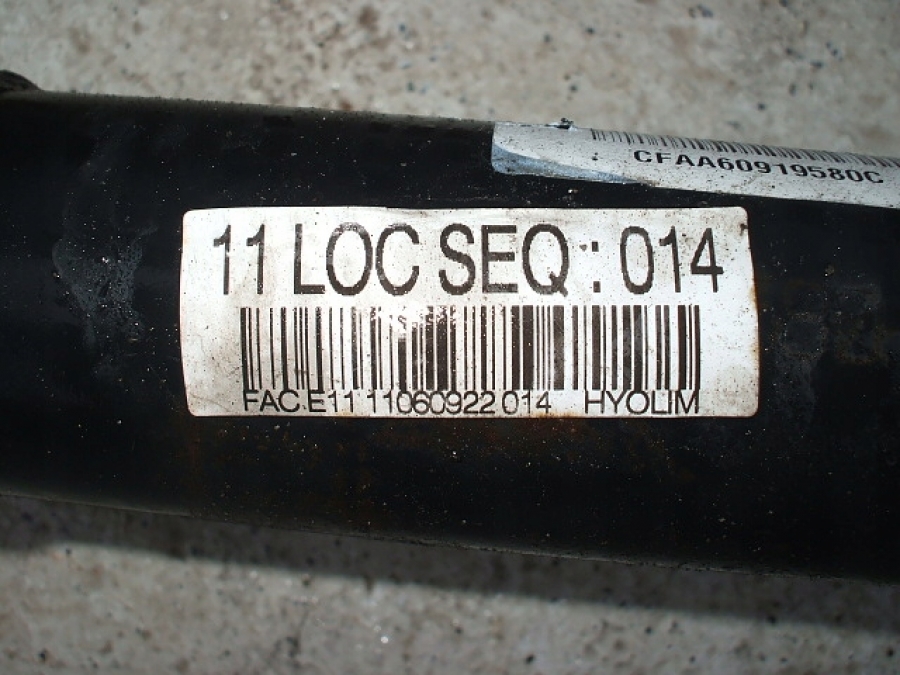 CFAA60919580C
11 LOC SEQ : 014
FAC.E11 11060922 014 HYOLIM